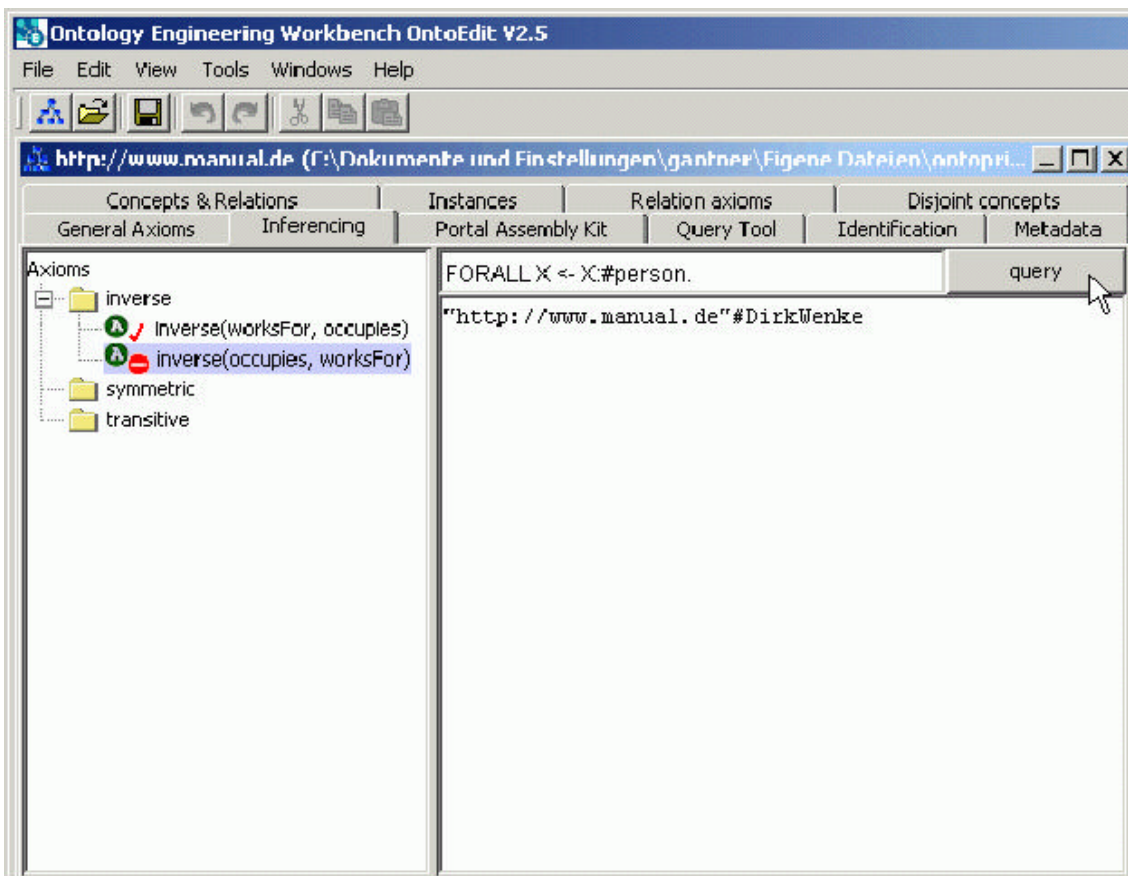 Ontology Engineering Workbench OntoEdit V2.5
File Edit View Tools Windows Help
http://www.manual.de (C:\Dokumente und Einstellungen\gantner\Eigene Dateien\ontopri...
Concepts & Relations Instances Relation axioms Disjoint concepts
General Axioms Inferencing Portal Assembly Kit Query Tool Identification Metadata
Axioms
inverse
inverse(worksFor, occupies)
inverse(occupies, worksFor)
symmetric
transitive
FORALL X <- X:#person.
query
"http://www.manual.de"#DirkWenke